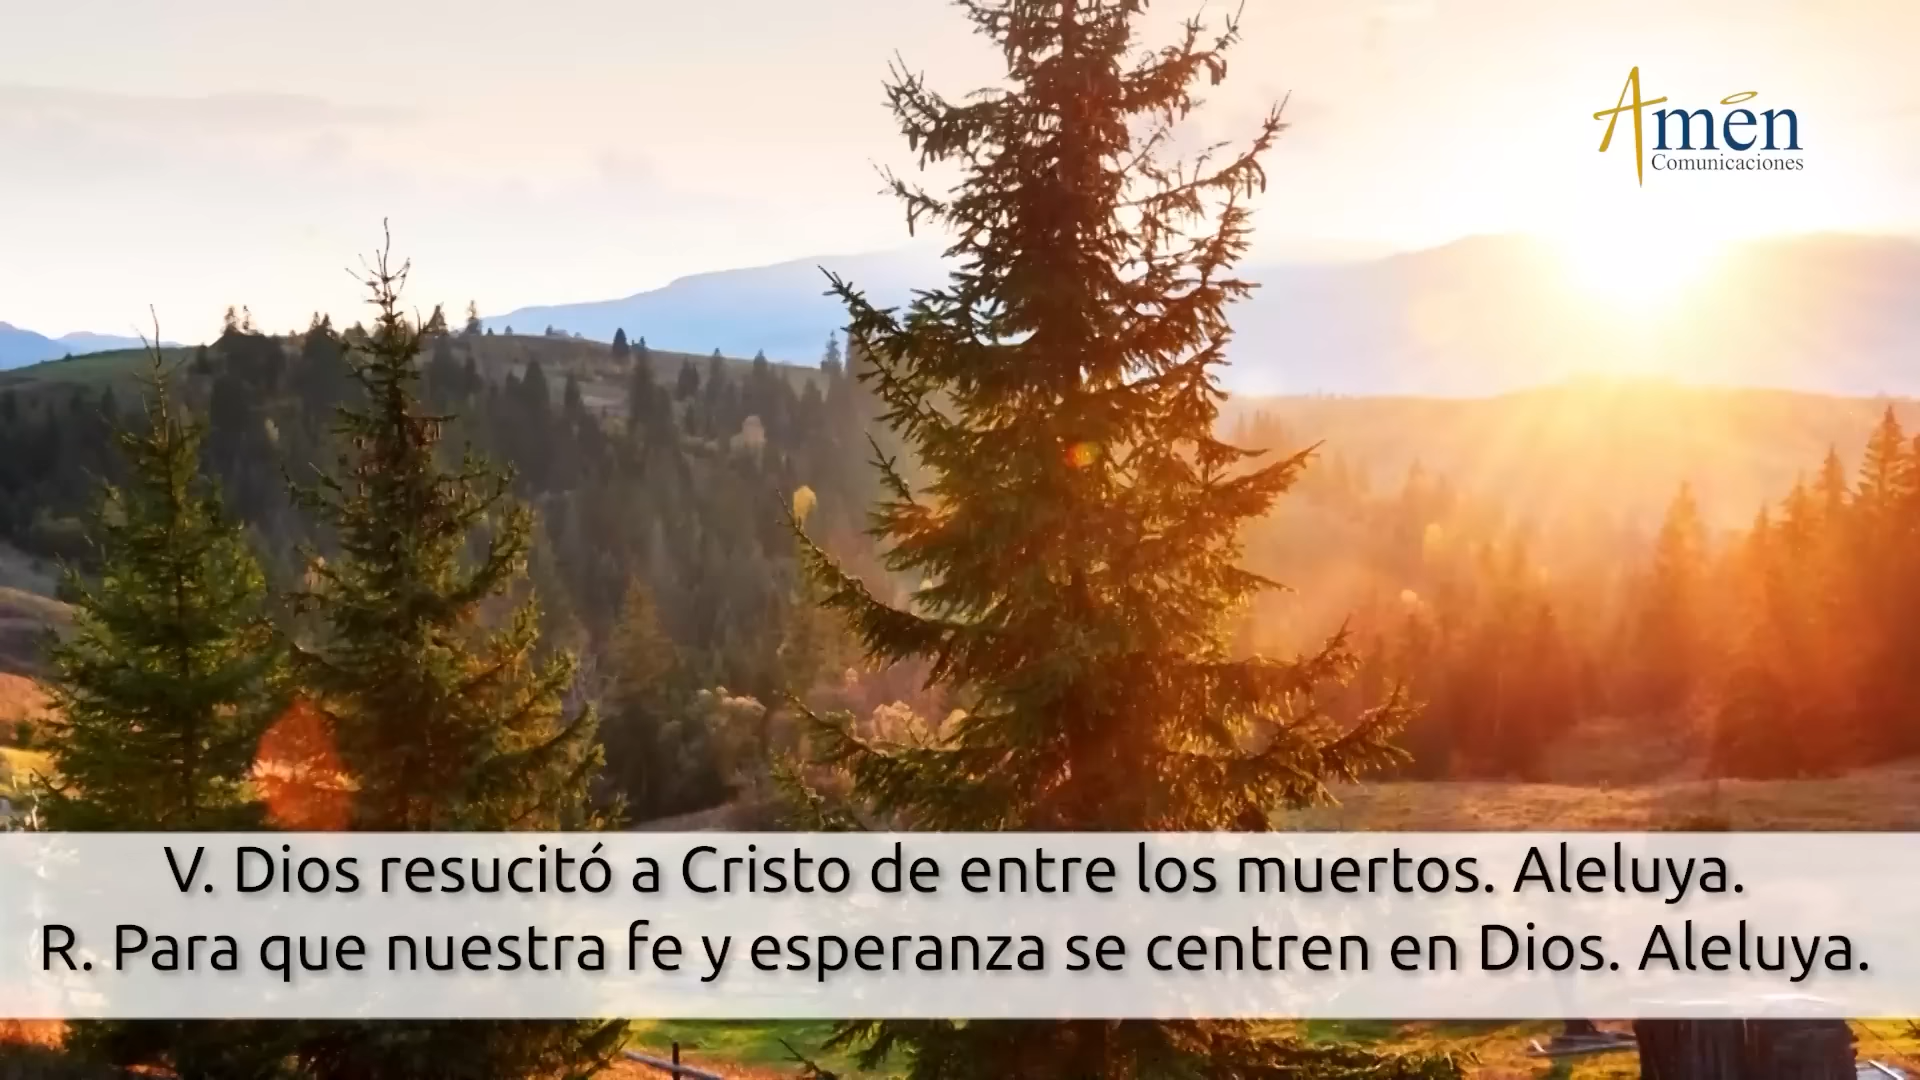 Amén
Comunicaciones
V. Dios resucitó a Cristo de entre los muertos. Aleluya.
R. Para que nuestra fe y esperanza se centren en Dios. Aleluya.